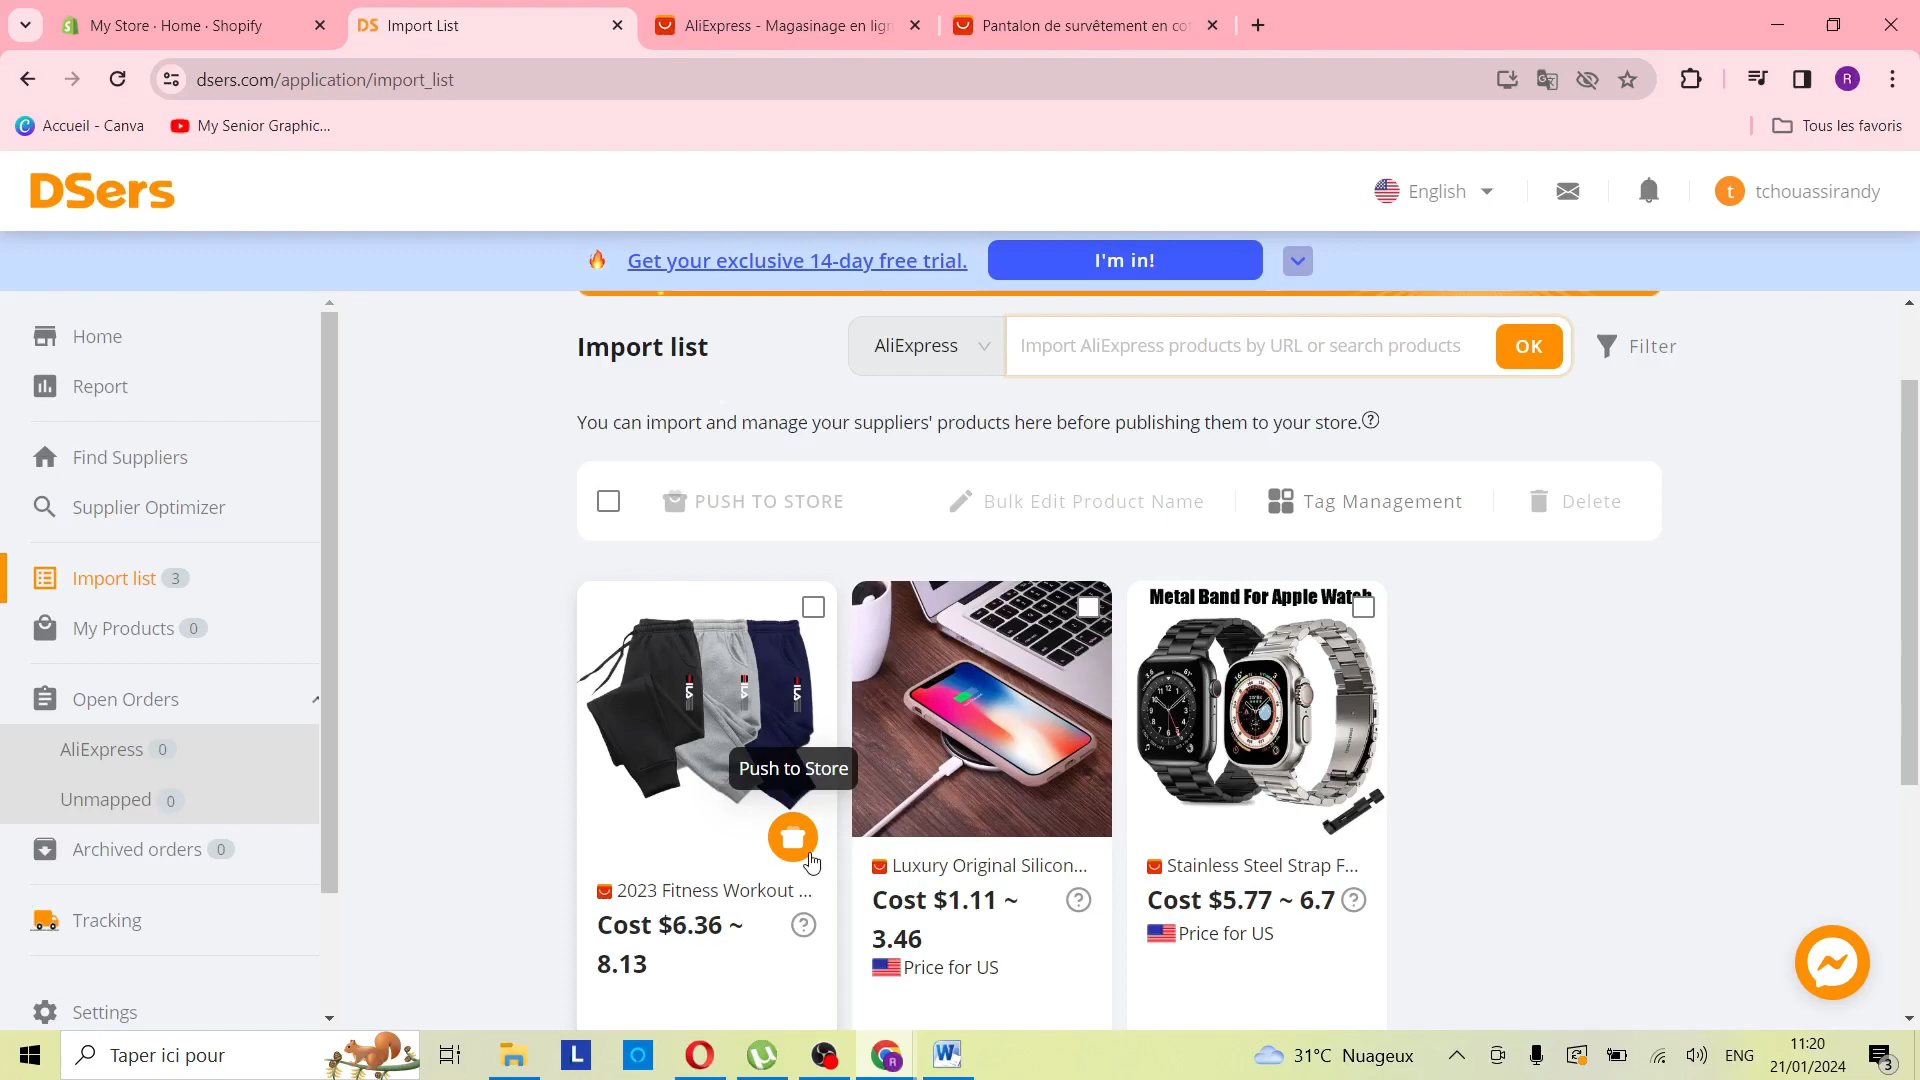 My Store · Home · Shopify
DS Import List
AliExpress - Magasinage en lign
Pantalon de survêtement en co
dsers.com/application/import_list
Accueil - Canva
My Senior Graphic...
Tous les favoris
R
DSers
English
t tchouassirandy
Get your exclusive 14-day free trial.
I'm in!
Home
Report
Find Suppliers
Supplier Optimizer
Import list 3
My Products 0
Open Orders
AliExpress 0
Unmapped 0
Archived orders 0
Tracking
Settings
Import list
AliExpress
Import AliExpress products by URL or search products
OK
Filter
You can import and manage your suppliers' products here before publishing them to your store.
PUSH TO STORE
Bulk Edit Product Name
Tag Management
Delete
Metal Band For Apple Watch
Push to Store
2023 Fitness Workout ...
Cost $6.36 ~
8.13
Luxury Original Silicon...
Cost $1.11 ~
3.46
Price for US
Stainless Steel Strap F...
Cost $5.77 ~ 6.7
Price for US
Taper ici pour
L
31°C Nuageux
ENG
11:20
21/01/2024
3